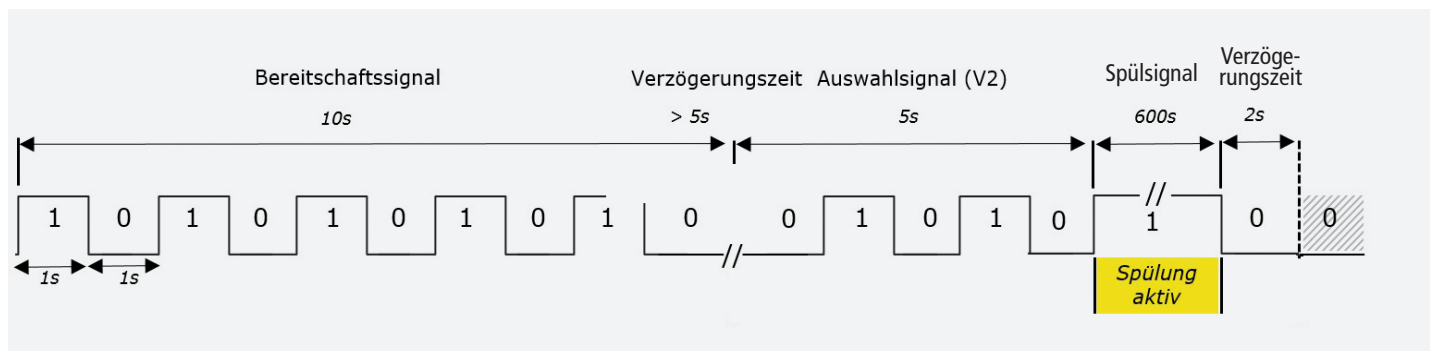 Bereitschaftssignal
Verzögerungszeit
Auswahlsignal (V2)
Spülsignal
Verzöge-
rungszeit
10s
> 5s
5s
600s
2s
1 0 1 0 1 0 1 0 1 0 0 1 0 1 0 1 0 0
1s 1s
Spülung
aktiv